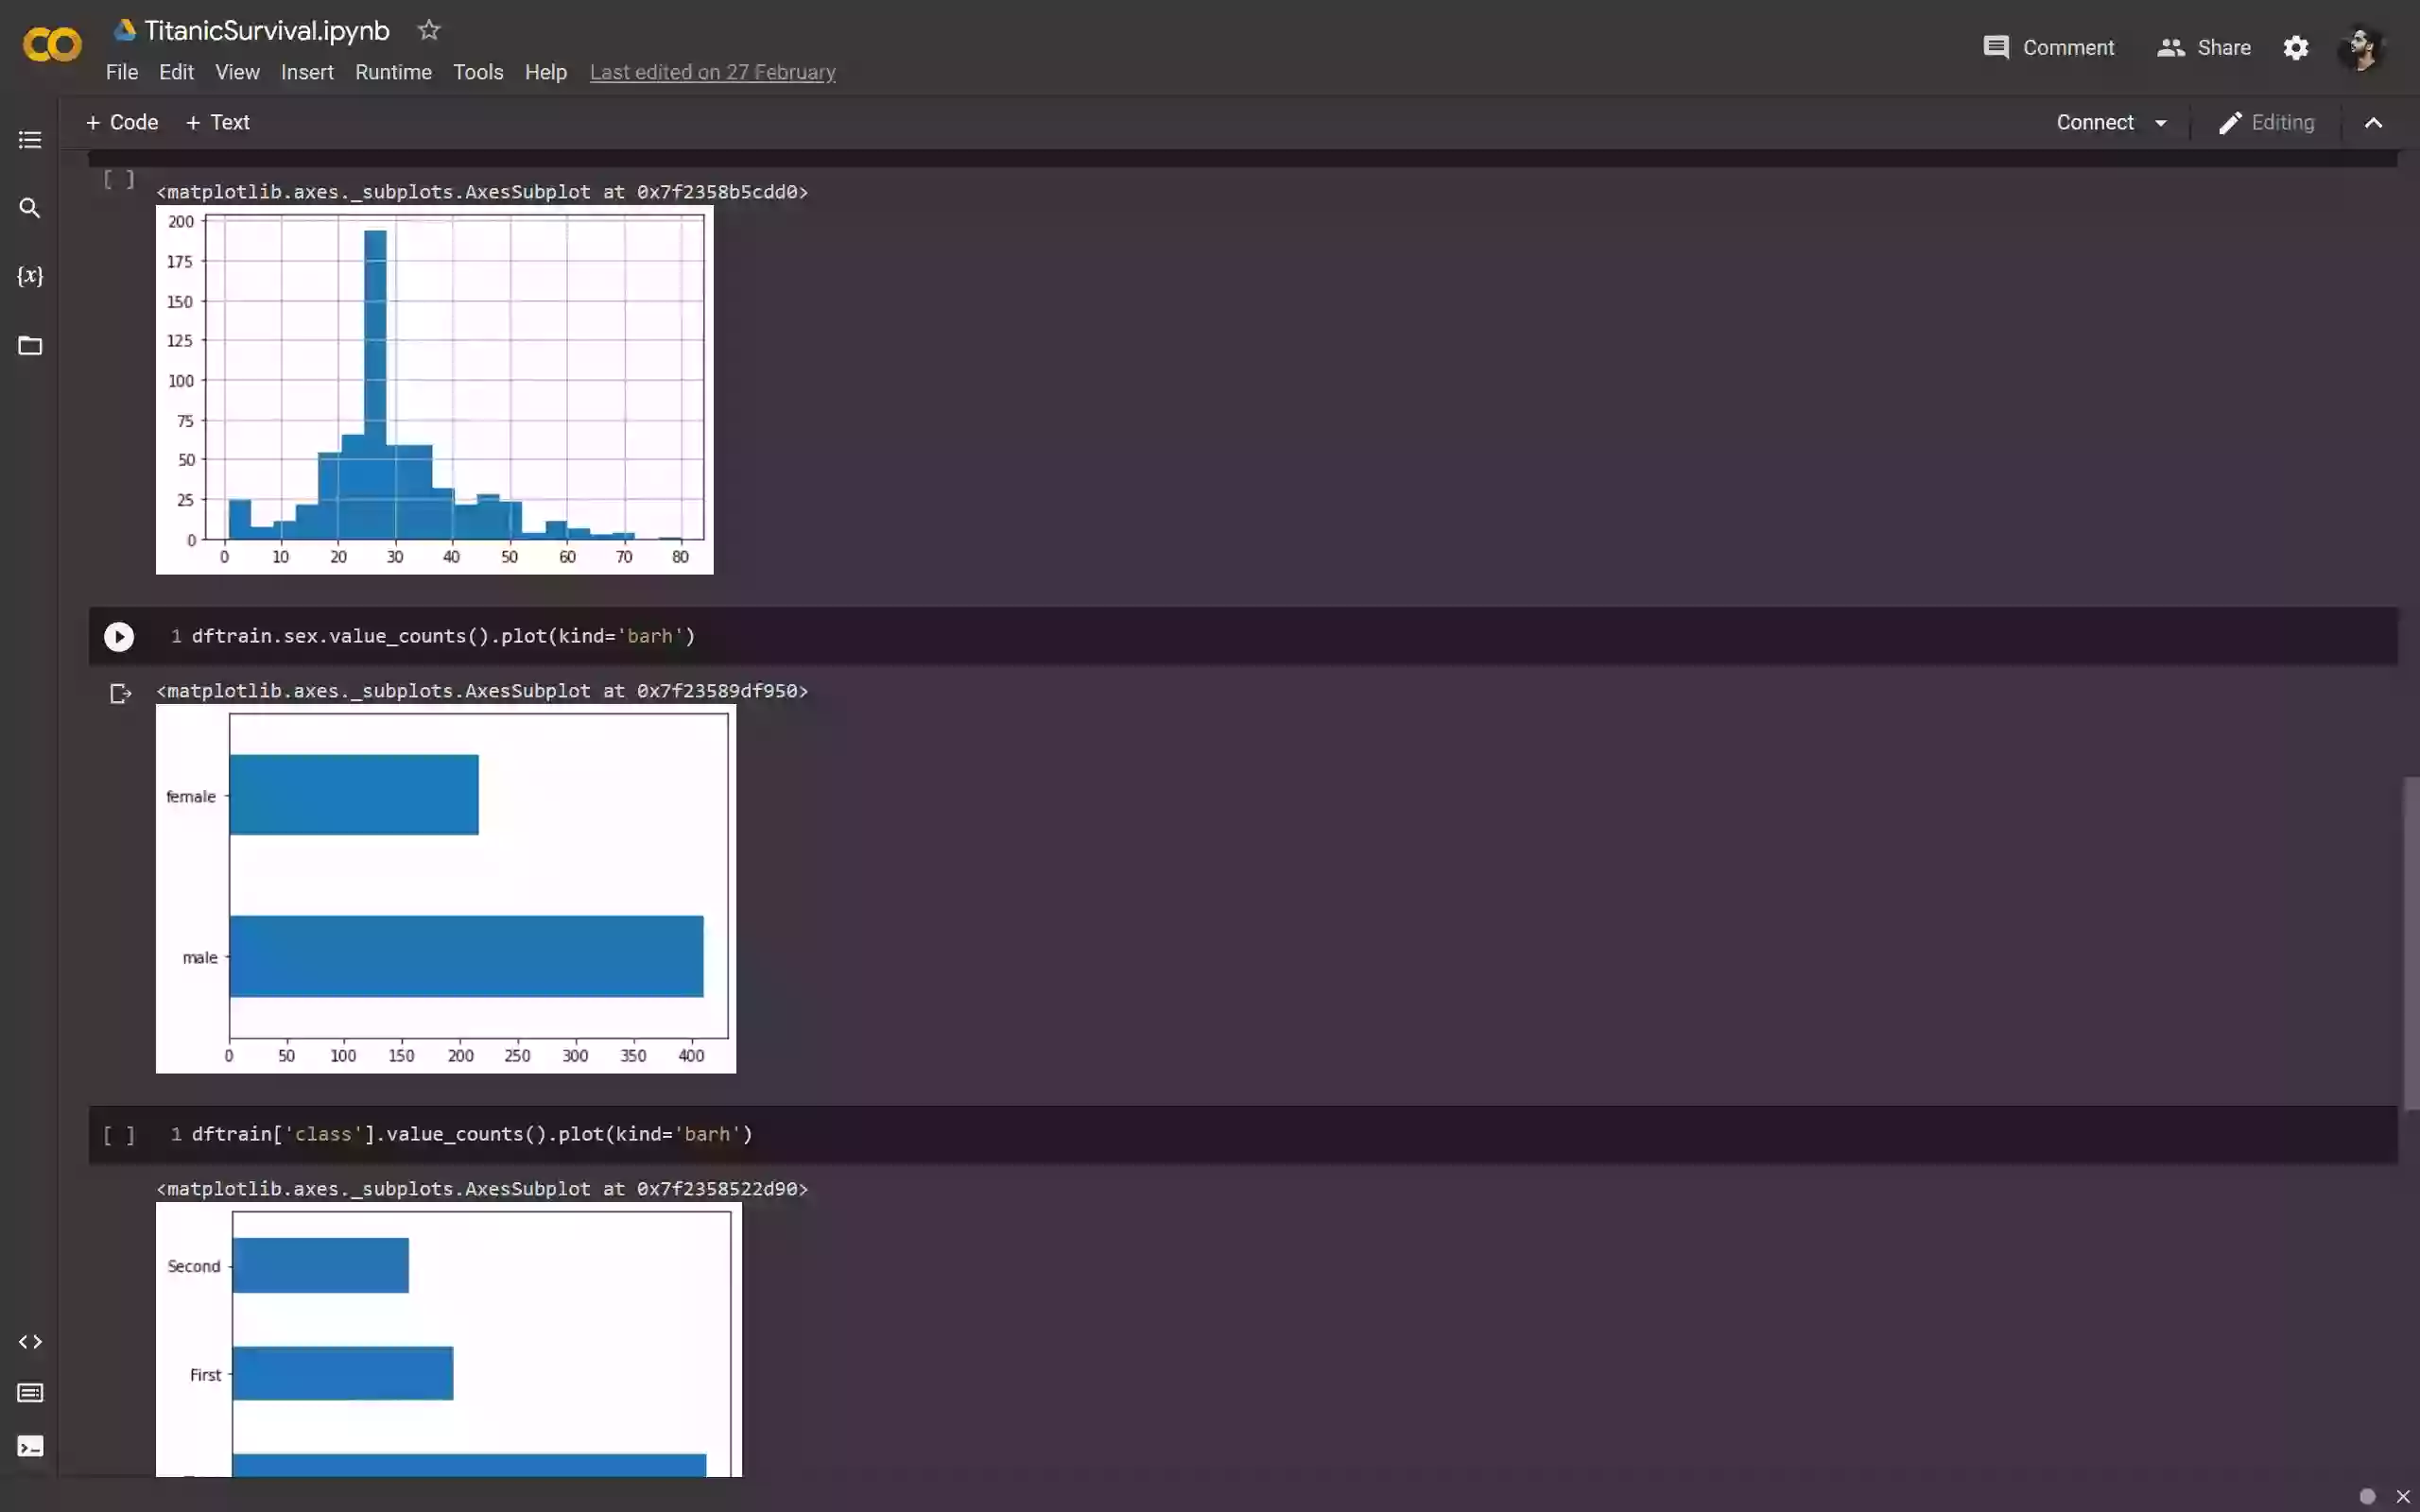 TitanicSurvival.ipynb
File Edit View Insert Runtime Tools Help Last edited on 27 February
Comment Share
+ Code + Text
Connect Editing
[ ]
<matplotlib.axes._subplots.AxesSubplot at 0x7f2358b5cdd0>
200
175
150
125
100
75
50
25
0
0 10 20 30 40 50 60 70 80
1 dftrain.sex.value_counts().plot(kind='barh')
<matplotlib.axes._subplots.AxesSubplot at 0x7f23589df950>
female
male
0 50 100 150 200 250 300 350 400
[ ] 1 dftrain['class'].value_counts().plot(kind='barh')
<matplotlib.axes._subplots.AxesSubplot at 0x7f2358522d90>
Second
First